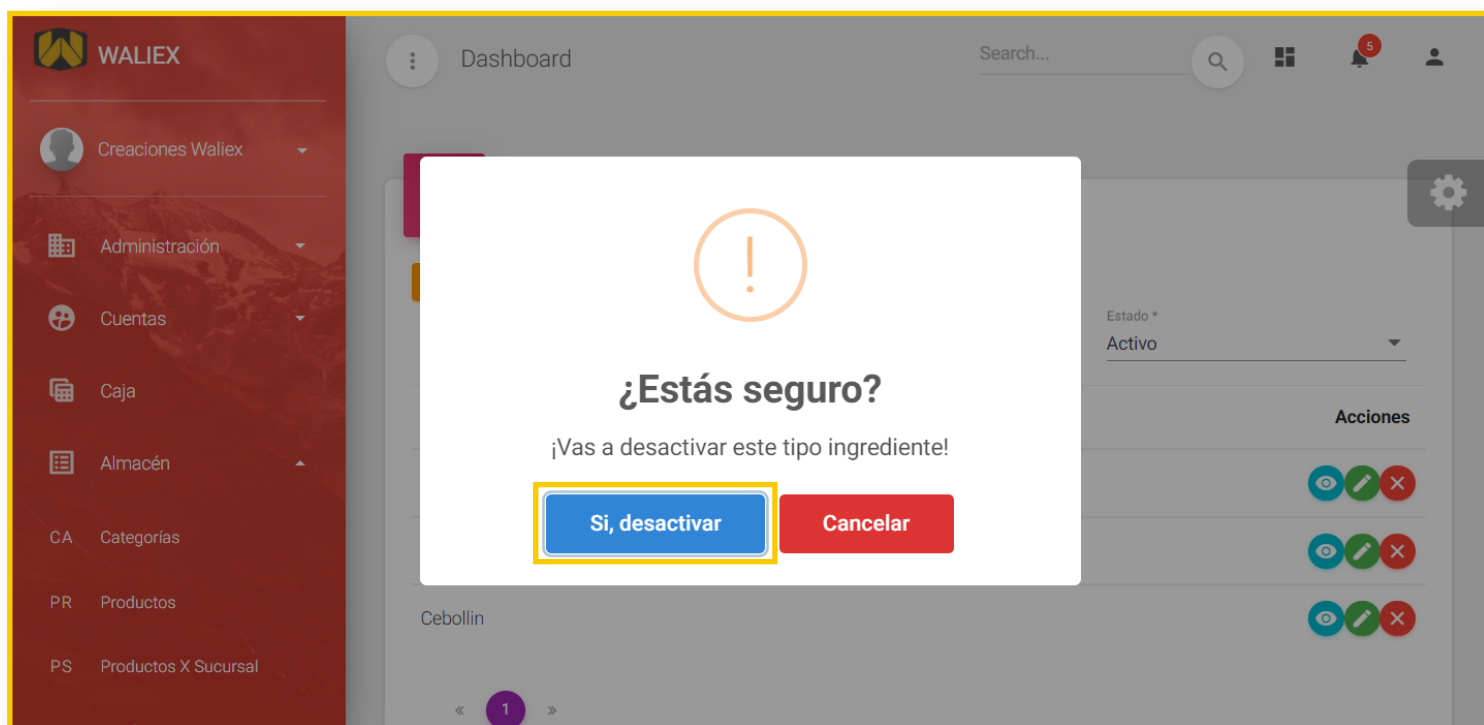 WALIEX
Dashboard
Search...
5
Creaciones Waliex
Administración
Cuentas
Caja
Almacén
CA Categorías
PR Productos
PS Productos X Sucursal
Estado *
Activo
Acciones
!
¿Estás seguro?
¡Vas a desactivar este tipo ingrediente!
Si, desactivar
Cancelar
Cebollin
« 1 »